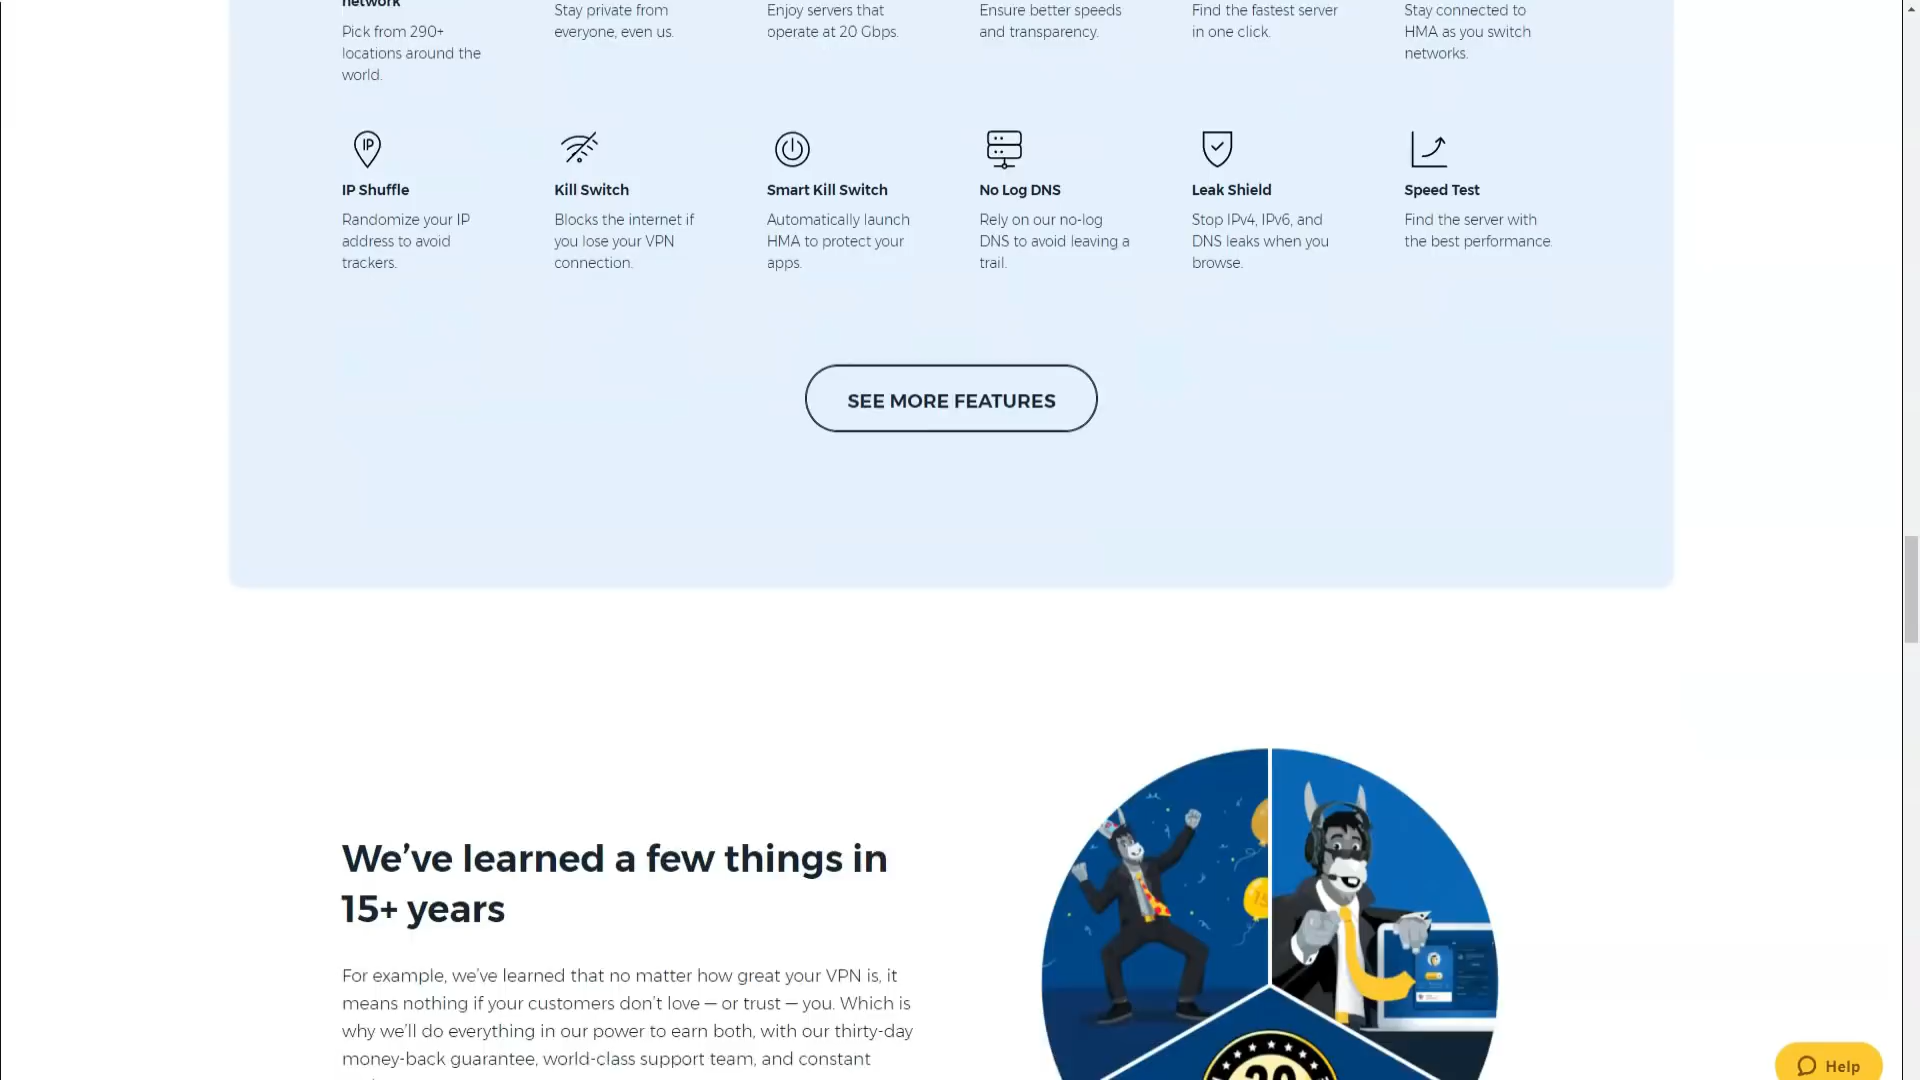 network
Pick from 290+
locations around the
world.
Stay private from
everyone, even us.
Enjoy servers that
operate at 20 Gbps.
Ensure better speeds
and transparency.
Find the fastest server
in one click.
Stay connected to
HMA as you switch
networks.
IP
IP Shuffle
Randomize your IP
address to avoid
trackers.
Kill Switch
Blocks the internet if
you lose your VPN
connection.
Smart Kill Switch
Automatically launch
HMA to protect your
apps.
No Log DNS
Rely on our no-log
DNS to avoid leaving a
trail.
Leak Shield
Stop IPv4, IPv6, and
DNS leaks when you
browse.
Speed Test
Find the server with
the best performance.
SEE MORE FEATURES
We’ve learned a few things in
15+ years
For example, we’ve learned that no matter how great your VPN is, it
means nothing if your customers don’t love — or trust — you. Which is
why we’ll do everything in our power to earn both, with our thirty-day
money-back guarantee, world-class support team, and constant
15
30
Help